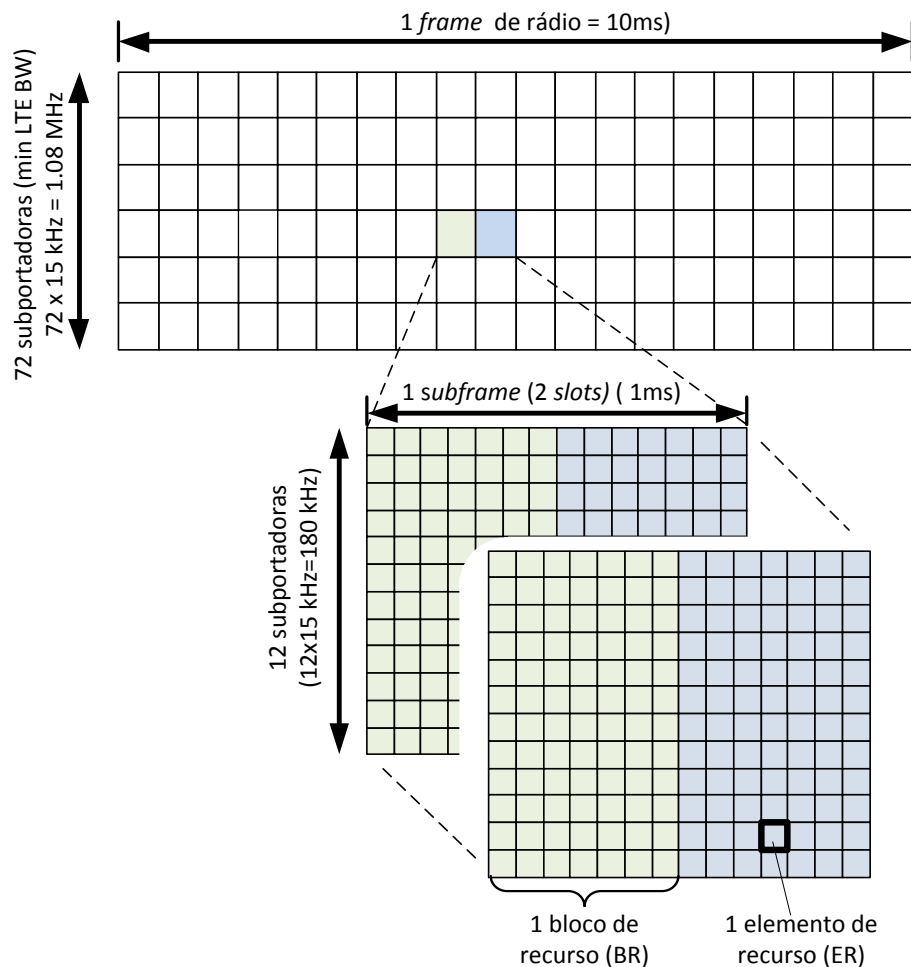 1 frame de rádio = 10ms)
72 subportadoras (min LTE BW)
72 x 15 kHz = 1.08 MHz
1 subframe (2 slots) ( 1ms)
12 subportadoras
(12x15 kHz=180 kHz)
1 bloco de
recurso (BR)
1 elemento de
recurso (ER)